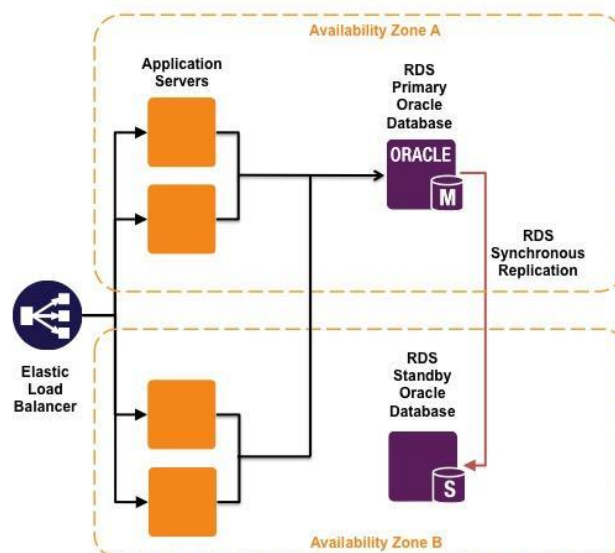 Availability Zone A
Application
Servers
RDS
Primary
Oracle
Database
ORACLE
M
RDS
Synchronous
Replication
Elastic
Load
Balancer
RDS
Standby
Oracle
Database
S
Availability Zone B